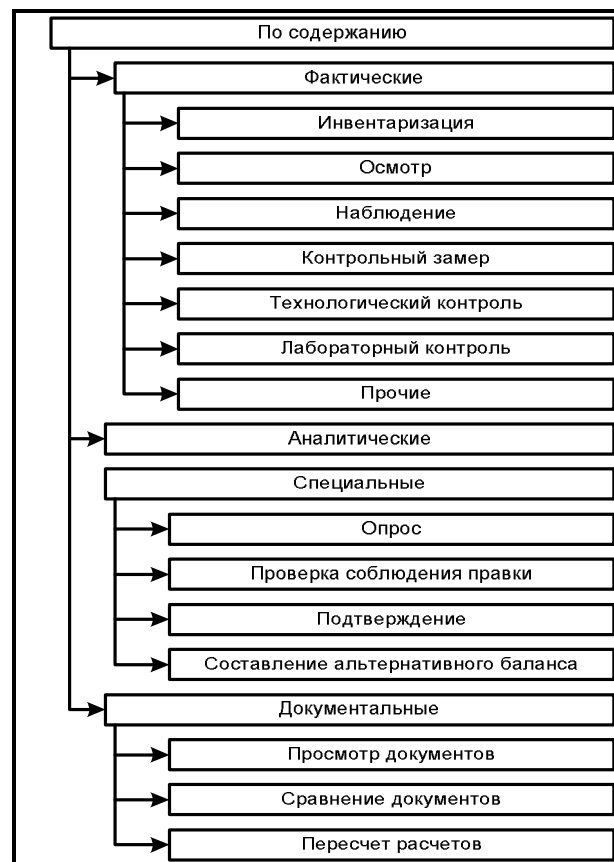 По содержанию
Фактические
Инвентаризация
Осмотр
Наблюдение
Контрольный замер
Технологический контроль
Лабораторный контроль
Прочие
Аналитические
Специальные
Опрос
Проверка соблюдения правки
Подтверждение
Составление альтернативного баланса
Документальные
Просмотр документов
Сравнение документов
Пересчет расчетов